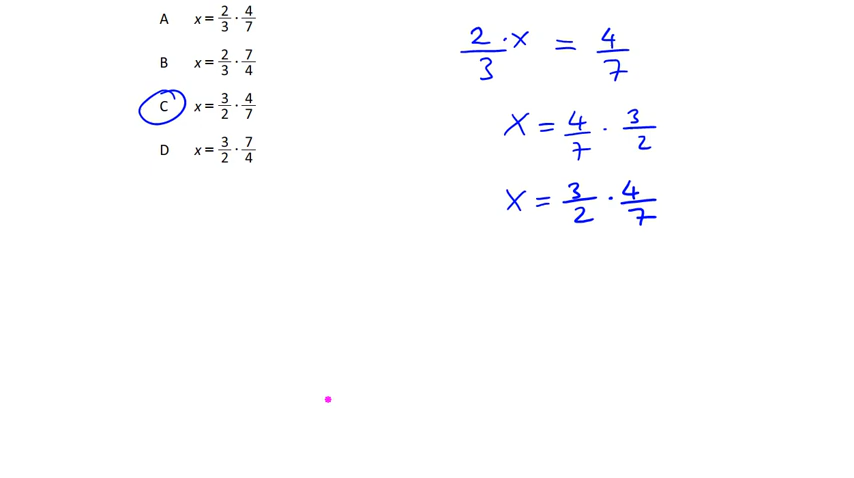 A x = 2/3 · 4/7
B x = 2/3 · 7/4
C x = 3/2 · 4/7
D x = 3/2 · 7/4
2/3 · x = 4/7
x = 4/7 · 3/2
x = 3/2 · 4/7